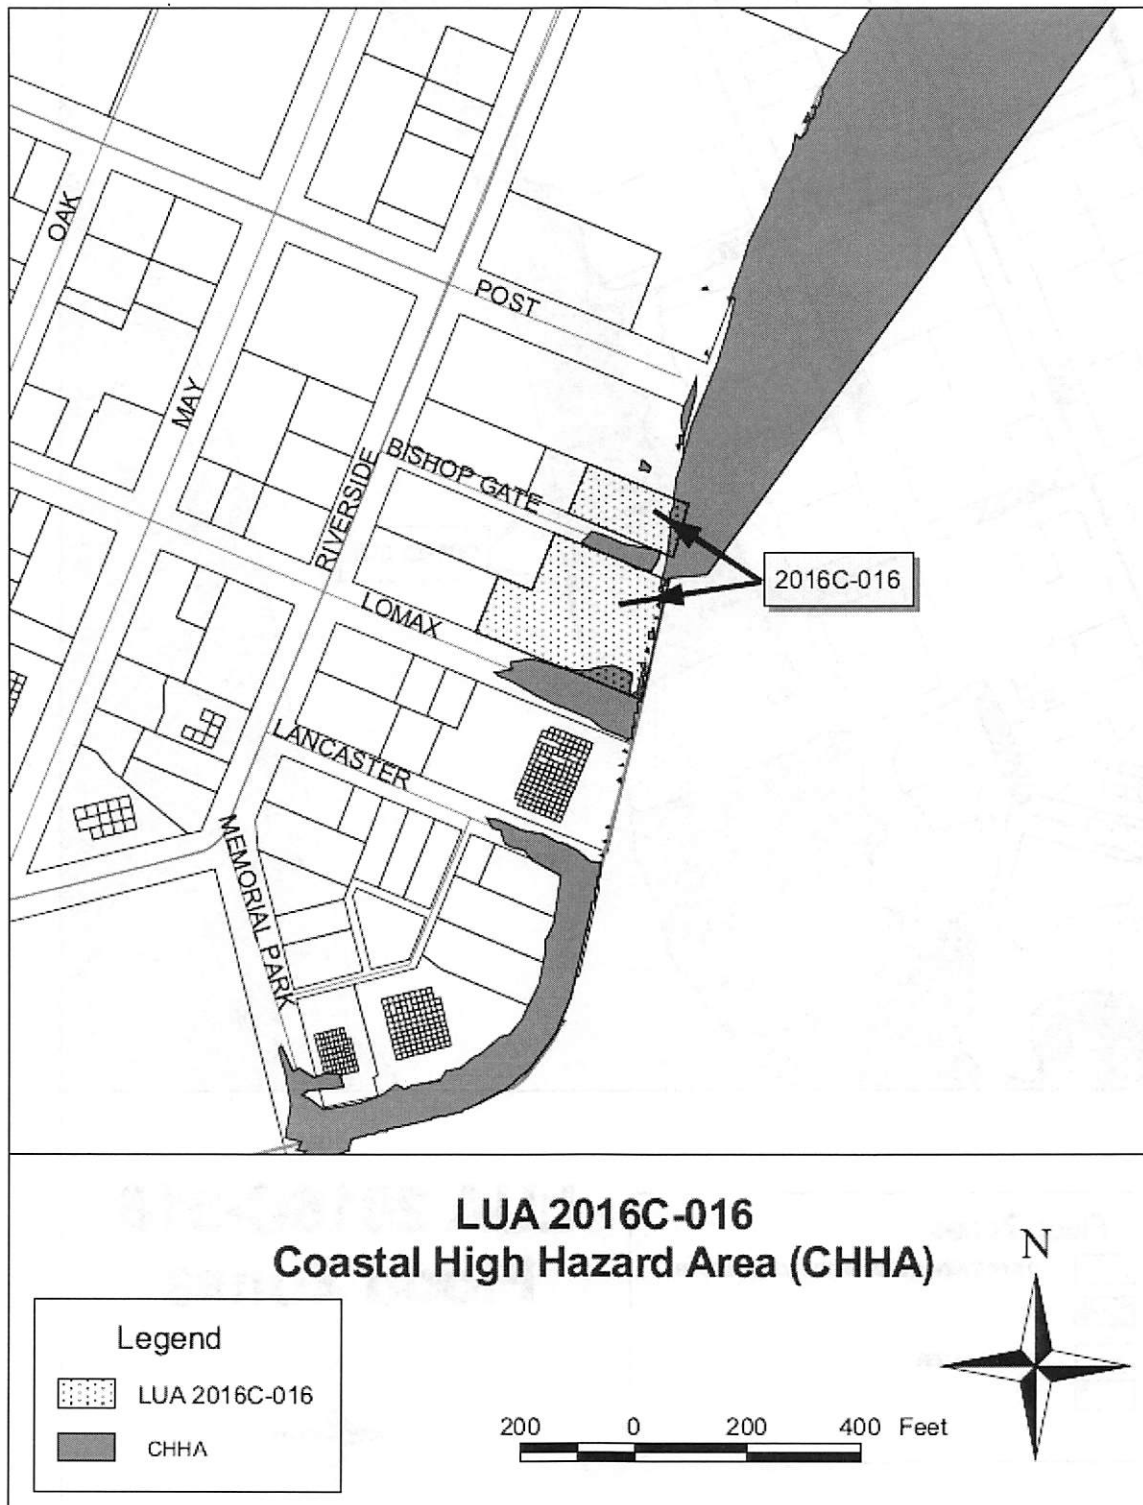 OAK
MAY
POST
BISHOP GATE
RIVERSIDE
2016C-016
LOMAX
LANCASTER
MEMORIAL PARK
LUA 2016C-016
Coastal High Hazard Area (CHHA)
N
Legend
LUA 2016C-016
CHHA
200 0 200 400 Feet